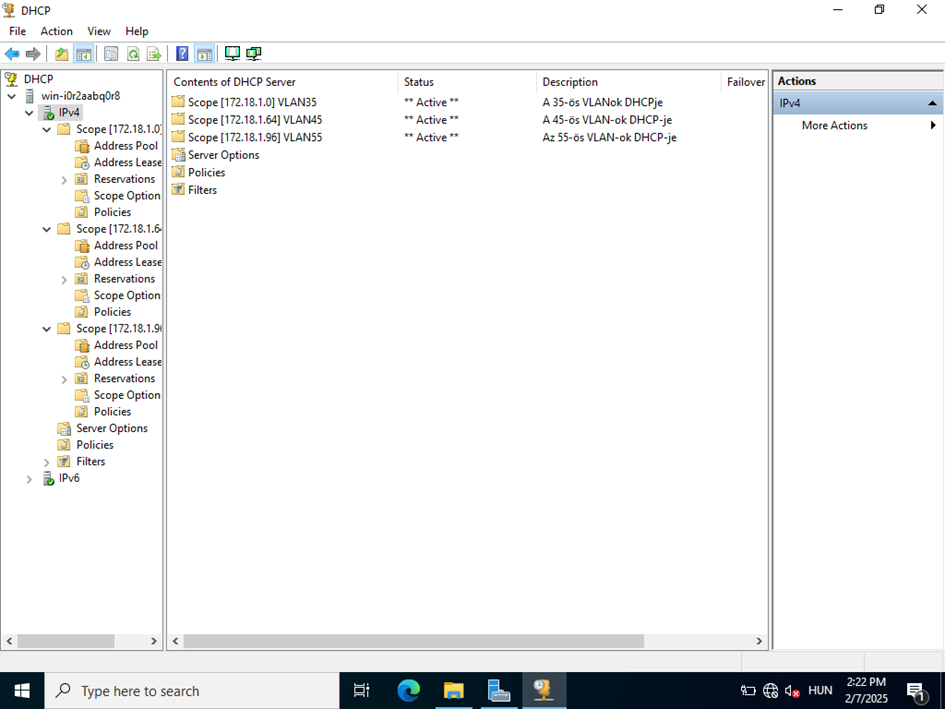 DHCP
File Action View Help
DHCP
win-i0r2aabq0r8
IPv4
Scope [172.18.1.0]
Address Pool
Address Lease
Reservations
Scope Option
Policies
Scope [172.18.1.64
Address Pool
Address Lease
Reservations
Scope Option
Policies
Scope [172.18.1.96
Address Pool
Address Lease
Reservations
Scope Option
Policies
Server Options
Policies
Filters
IPv6
Contents of DHCP Server Status Description Failover
Scope [172.18.1.0] VLAN35 ** Active ** A 35-ös VLANok DHCPje
Scope [172.18.1.64] VLAN45 ** Active ** A 45-ös VLAN-ok DHCP-je
Scope [172.18.1.96] VLAN55 ** Active ** Az 55-ös VLAN-ok DHCP-je
Server Options
Policies
Filters
Actions
IPv4
More Actions
Type here to search
HUN
2:22 PM
2/7/2025
1